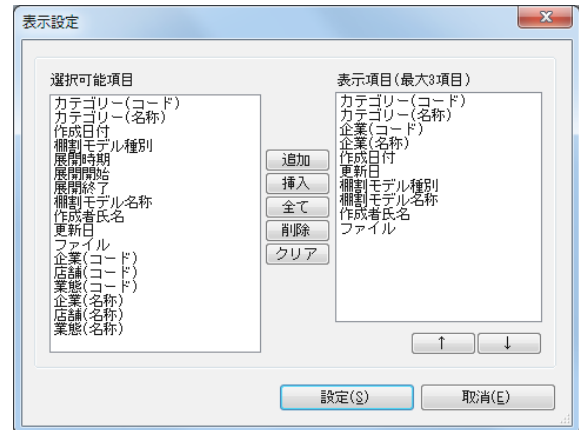 表示設定
選択可能項目
カテゴリー(コード)
カテゴリー(名称)
作成日付
棚割モデル種別
展開時期
展開開始
展開終了
棚割モデル名称
作成者氏名
更新日
ファイル
企業(コード)
店舗(コード)
業態(コード)
企業(名称)
店舗(名称)
業態(名称)
追加
挿入
全て
削除
クリア
表示項目(最大3項目)
カテゴリー(コード)
カテゴリー(名称)
企業(コード)
企業(名称)
作成日付
更新日
棚割モデル種別
棚割モデル名称
作成者氏名
ファイル
↑ ↓
設定(S) 取消(E)